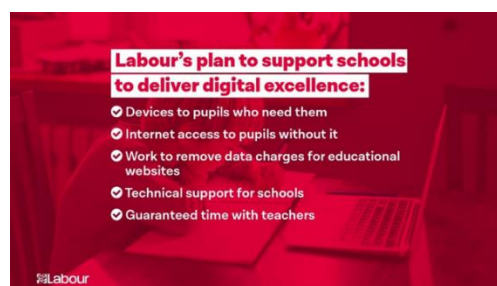 Labour's plan to support schools
to deliver digital excellence:
Devices to pupils who need them
Internet access to pupils without it
Work to remove data charges for educational
websites
Technical support for schools
Guaranteed time with teachers
Labour